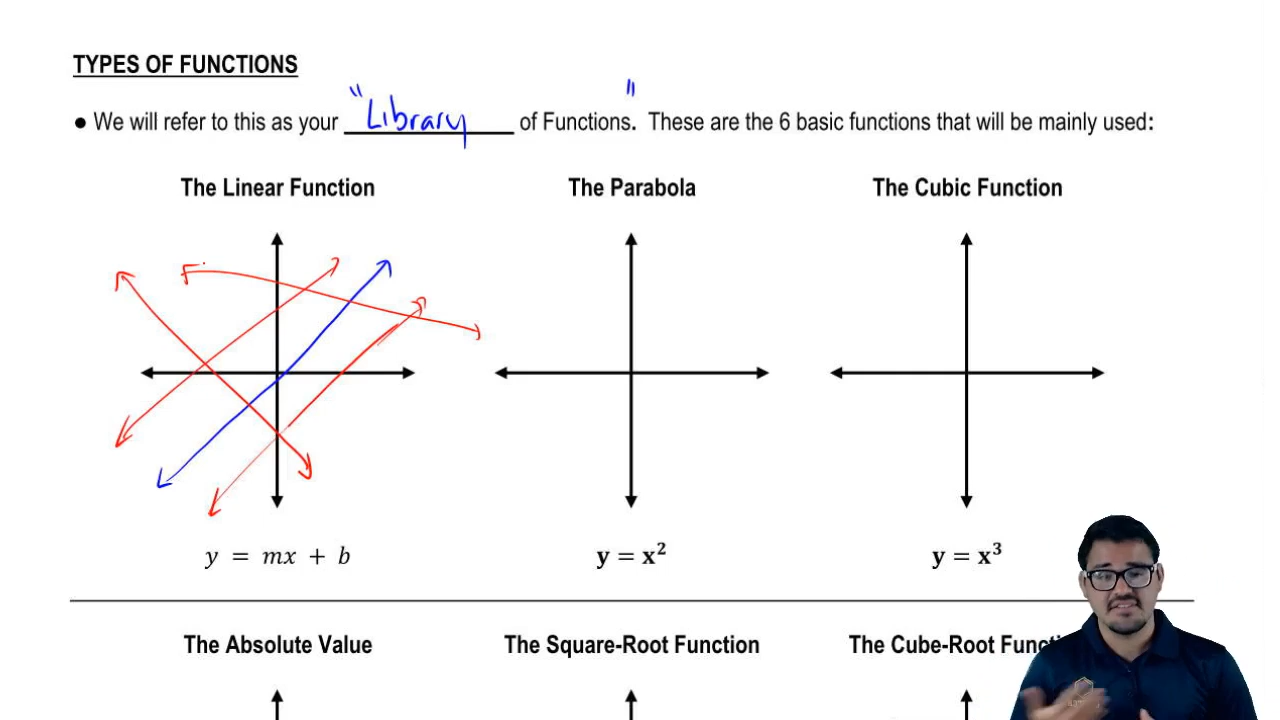 TYPES OF FUNCTIONS
● We will refer to this as your "Library of Functions." These are the 6 basic functions that will be mainly used:
The Linear Function The Parabola The Cubic Function
y = mx + b y = x² y = x³
The Absolute Value The Square-Root Function The Cube-Root Functi